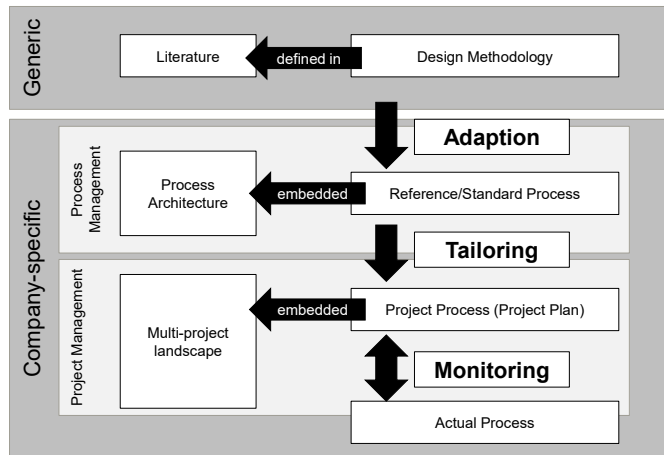 Generic
Literature
defined in
Design Methodology
Adaption
Company-specific
Process
Management
Process
Architecture
embedded
Reference/Standard Process
Tailoring
Project Management
Multi-project
landscape
embedded
Project Process (Project Plan)
Monitoring
Actual Process